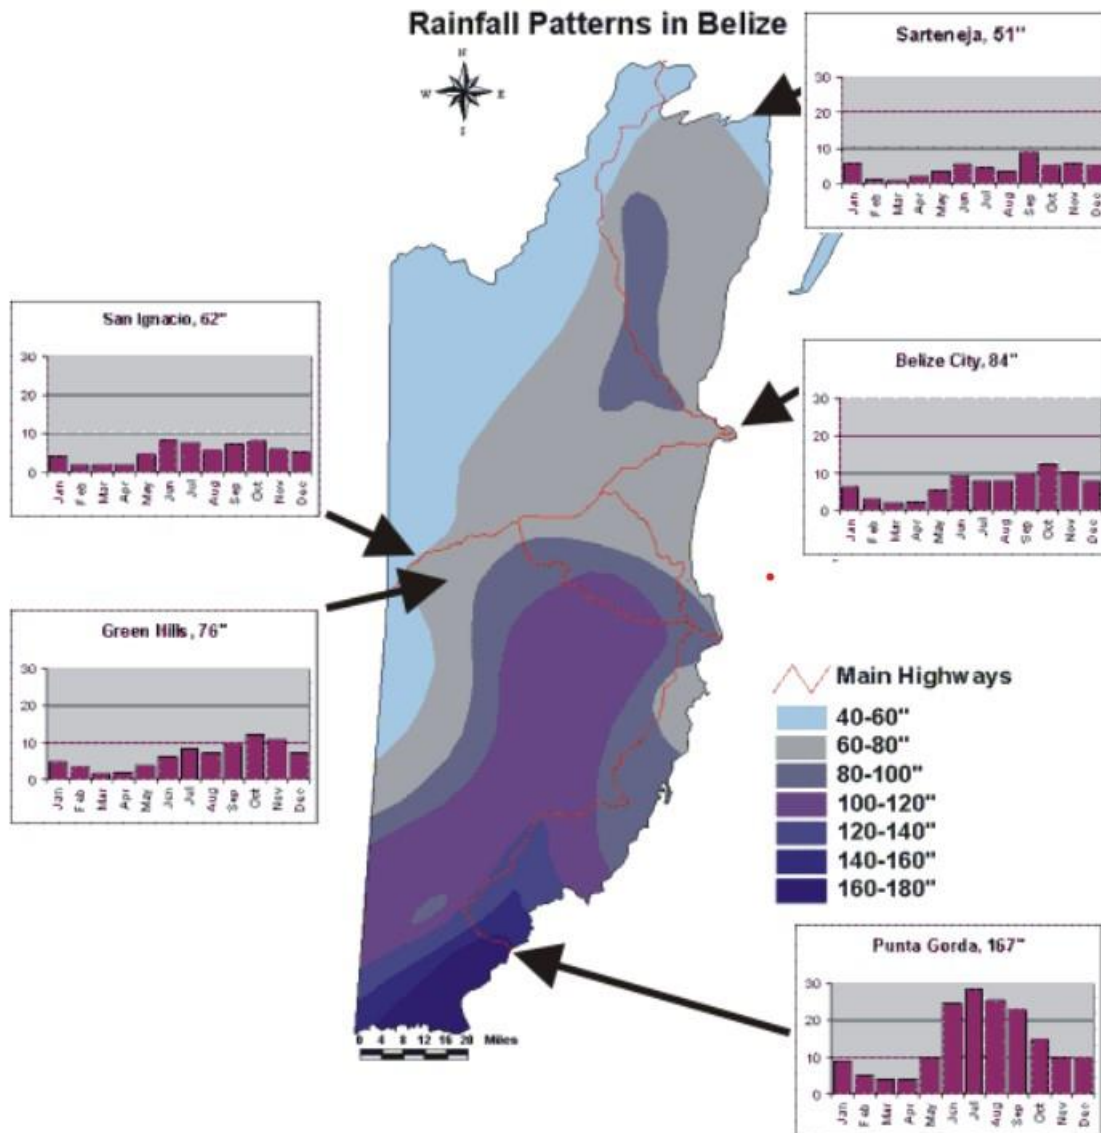 Rainfall Patterns in Belize
N
W E
S
Sarteneja, 51"
30
20
10
0
Jan Feb Mar Apr May Jun Jul Aug Sep Oct Nov Dec
San Ignacio, 62"
30
20
10
0
Jan Feb Mar Apr May Jun Jul Aug Sep Oct Nov Dec
Belize City, 84"
30
20
10
0
Jan Feb Mar Apr May Jun Jul Aug Sep Oct Nov Dec
Green Hills, 76"
30
20
10
0
Jan Feb Mar Apr May Jun Jul Aug Sep Oct Nov Dec
Main Highways
40-60"
60-80"
80-100"
100-120"
120-140"
140-160"
160-180"
Punta Gorda, 167"
30
20
10
0
Jan Feb Mar Apr May Jun Jul Aug Sep Oct Nov Dec
0 4 8 12 16 20 Miles